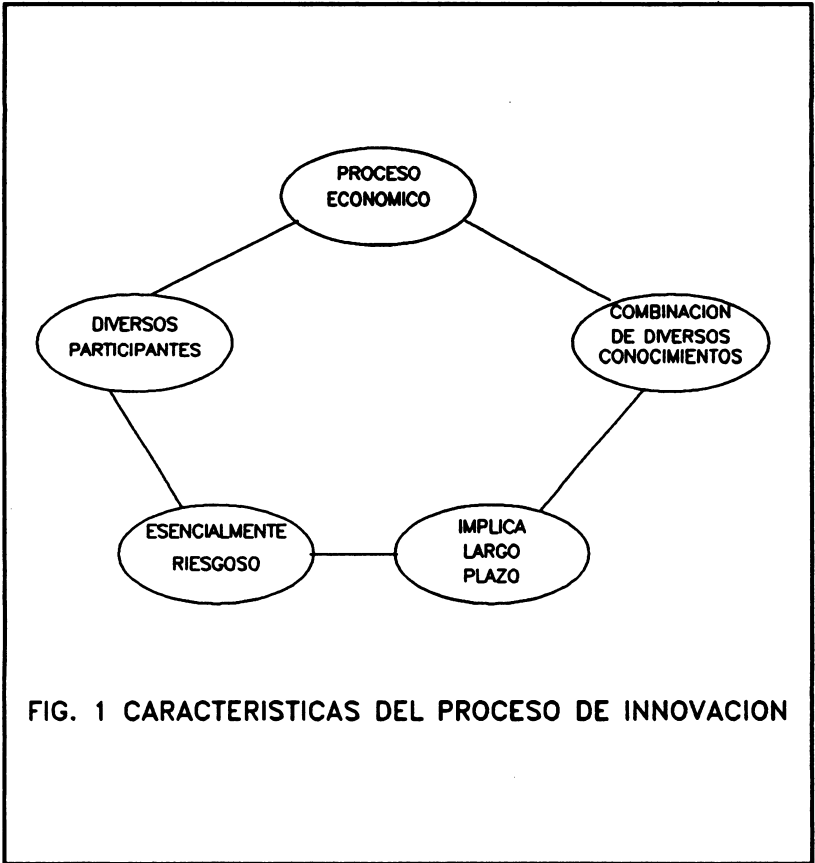 PROCESO
ECONOMICO
DIVERSOS
PARTICIPANTES
COMBINACION
DE DIVERSOS
CONOCIMIENTOS
ESENCIALMENTE
RIESGOSO
IMPLICA
LARGO
PLAZO
FIG. 1 CARACTERISTICAS DEL PROCESO DE INNOVACION